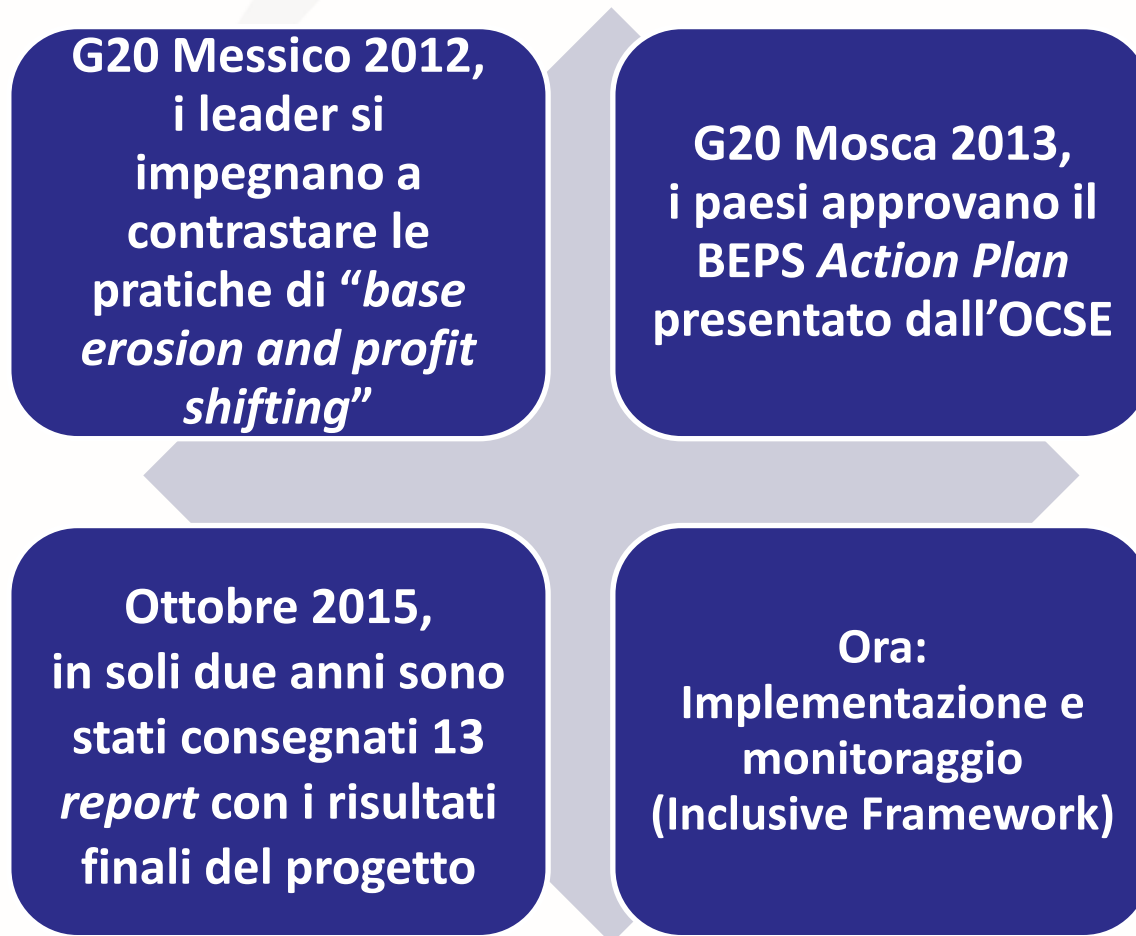 G20 Messico 2012,
i leader si
impegnano a
contrastare le
pratiche di “base
erosion and profit
shifting”
G20 Mosca 2013,
i paesi approvano il
BEPS Action Plan
presentato dall’OCSE
Ottobre 2015,
in soli due anni sono
stati consegnati 13
report con i risultati
finali del progetto
Ora:
Implementazione e
monitoraggio
(Inclusive Framework)